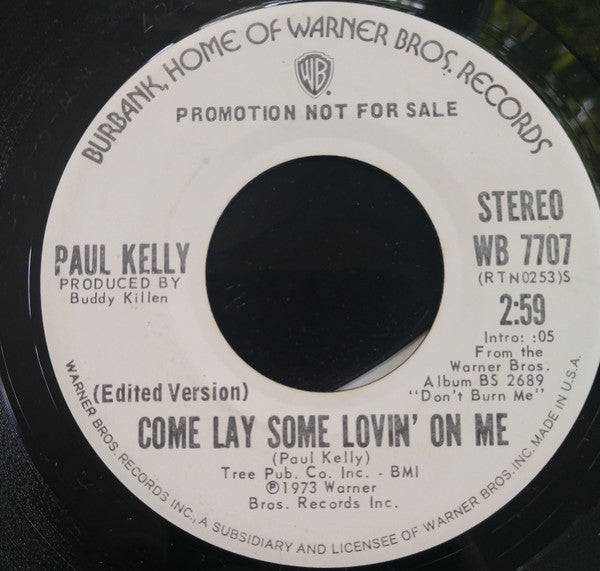 BURBANK, HOME OF WARNER BROS. RECORDS
WB
PROMOTION NOT FOR SALE
PAUL KELLY
PRODUCED BY
Buddy Killen
STEREO
WB 7707
(RTN0253)S
2:59
Intro: :05
From the
Warner Bros.
Album BS 2689
"Don't Burn Me"
(Edited Version)
COME LAY SOME LOVIN' ON ME
(Paul Kelly)
Tree Pub. Co. Inc. - BMI
℗1973 Warner
Bros. Records Inc.
WARNER BROS. RECORDS INC., A SUBSIDIARY AND LICENSEE OF WARNER BROS. INC. MADE IN U.S.A.